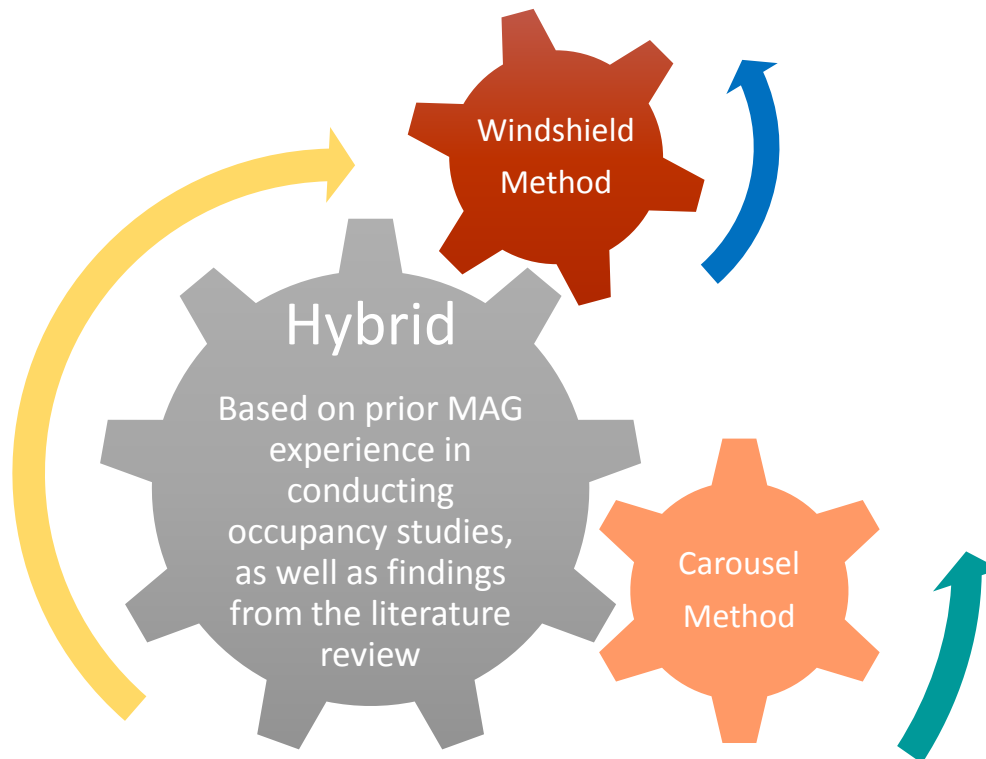 Windshield
Method
Hybrid
Based on prior MAG
experience in
conducting
occupancy studies,
as well as findings
from the literature
review
Carousel
Method